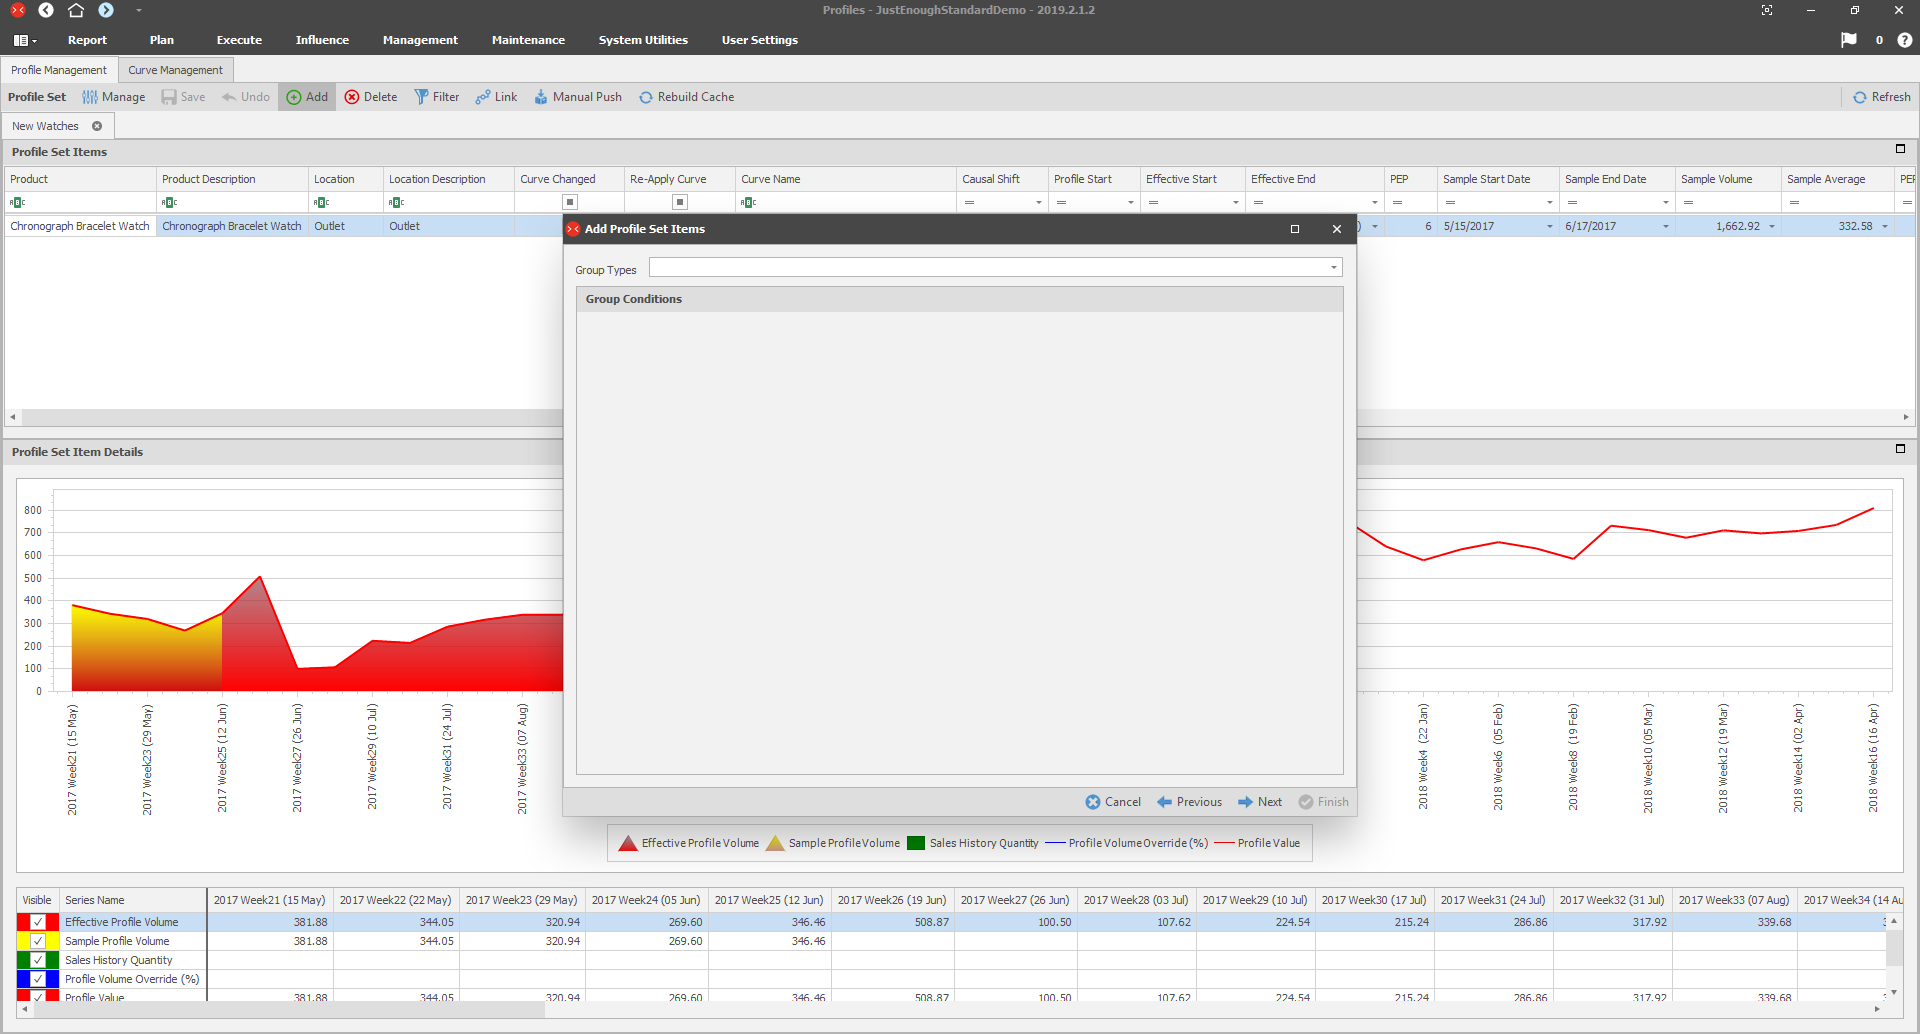 Profiles - JustEnoughStandardDemo - 2019.2.1.2
Report Plan Execute Influence Management Maintenance System Utilities User Settings 0
Profile Management Curve Management
Profile Set Manage Save Undo Add Delete Filter Link Manual Push Rebuild Cache Refresh
New Watches
Profile Set Items
Product Product Description Location Location Description Curve Changed Re-Apply Curve Curve Name Causal Shift Profile Start Effective Start Effective End PEP Sample Start Date Sample End Date Sample Volume Sample Average PEP
Chronograph Bracelet Watch Chronograph Bracelet Watch Outlet Outlet ) 6 5/15/2017 6/17/2017 1,662.92 332.58
Add Profile Set Items
Group Types
Group Conditions
Cancel Previous Next Finish
Profile Set Item Details
800
700
600
500
400
300
200
100
0
2017 Week21 (15 May)
2017 Week23 (29 May)
2017 Week25 (12 Jun)
2017 Week27 (26 Jun)
2017 Week29 (10 Jul)
2017 Week31 (24 Jul)
2017 Week33 (07 Aug)
2018 Week4 (22 Jan)
2018 Week6 (05 Feb)
2018 Week8 (19 Feb)
2018 Week10 (05 Mar)
2018 Week12 (19 Mar)
2018 Week14 (02 Apr)
2018 Week16 (16 Apr)
Effective Profile Volume Sample Profile Volume Sales History Quantity Profile Volume Override (%) Profile Value
Visible Series Name 2017 Week21 (15 May) 2017 Week22 (22 May) 2017 Week23 (29 May) 2017 Week24 (05 Jun) 2017 Week25 (12 Jun) 2017 Week26 (19 Jun) 2017 Week27 (26 Jun) 2017 Week28 (03 Jul) 2017 Week29 (10 Jul) 2017 Week30 (17 Jul) 2017 Week31 (24 Jul) 2017 Week32 (31 Jul) 2017 Week33 (07 Aug) 2017 Week34 (14 Au
Effective Profile Volume 381.88 344.05 320.94 269.60 346.46 508.87 100.50 107.62 224.54 215.24 286.86 317.92 339.68
Sample Profile Volume 381.88 344.05 320.94 269.60 346.46
Sales History Quantity
Profile Volume Override (%)
Profile Value 381.88 344.05 320.94 269.60 346.46 508.87 100.50 107.62 224.54 215.24 286.86 317.92 339.68